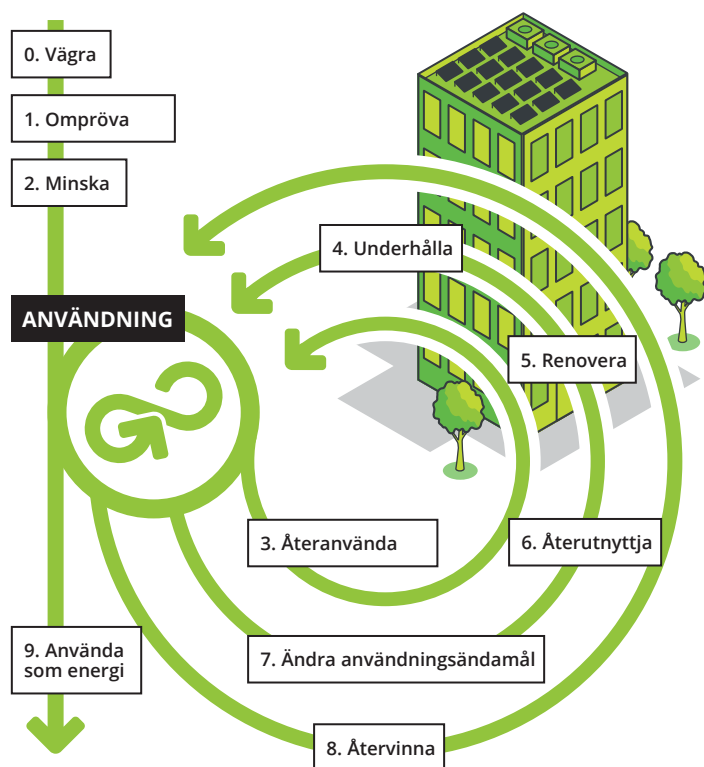 0. Vägra
1. Ompröva
2. Minska
4. Underhålla
ANVÄNDNING
5. Renovera
3. Återanvända
6. Återutnyttja
9. Använda
som energi
7. Ändra användningsändamål
8. Återvinna